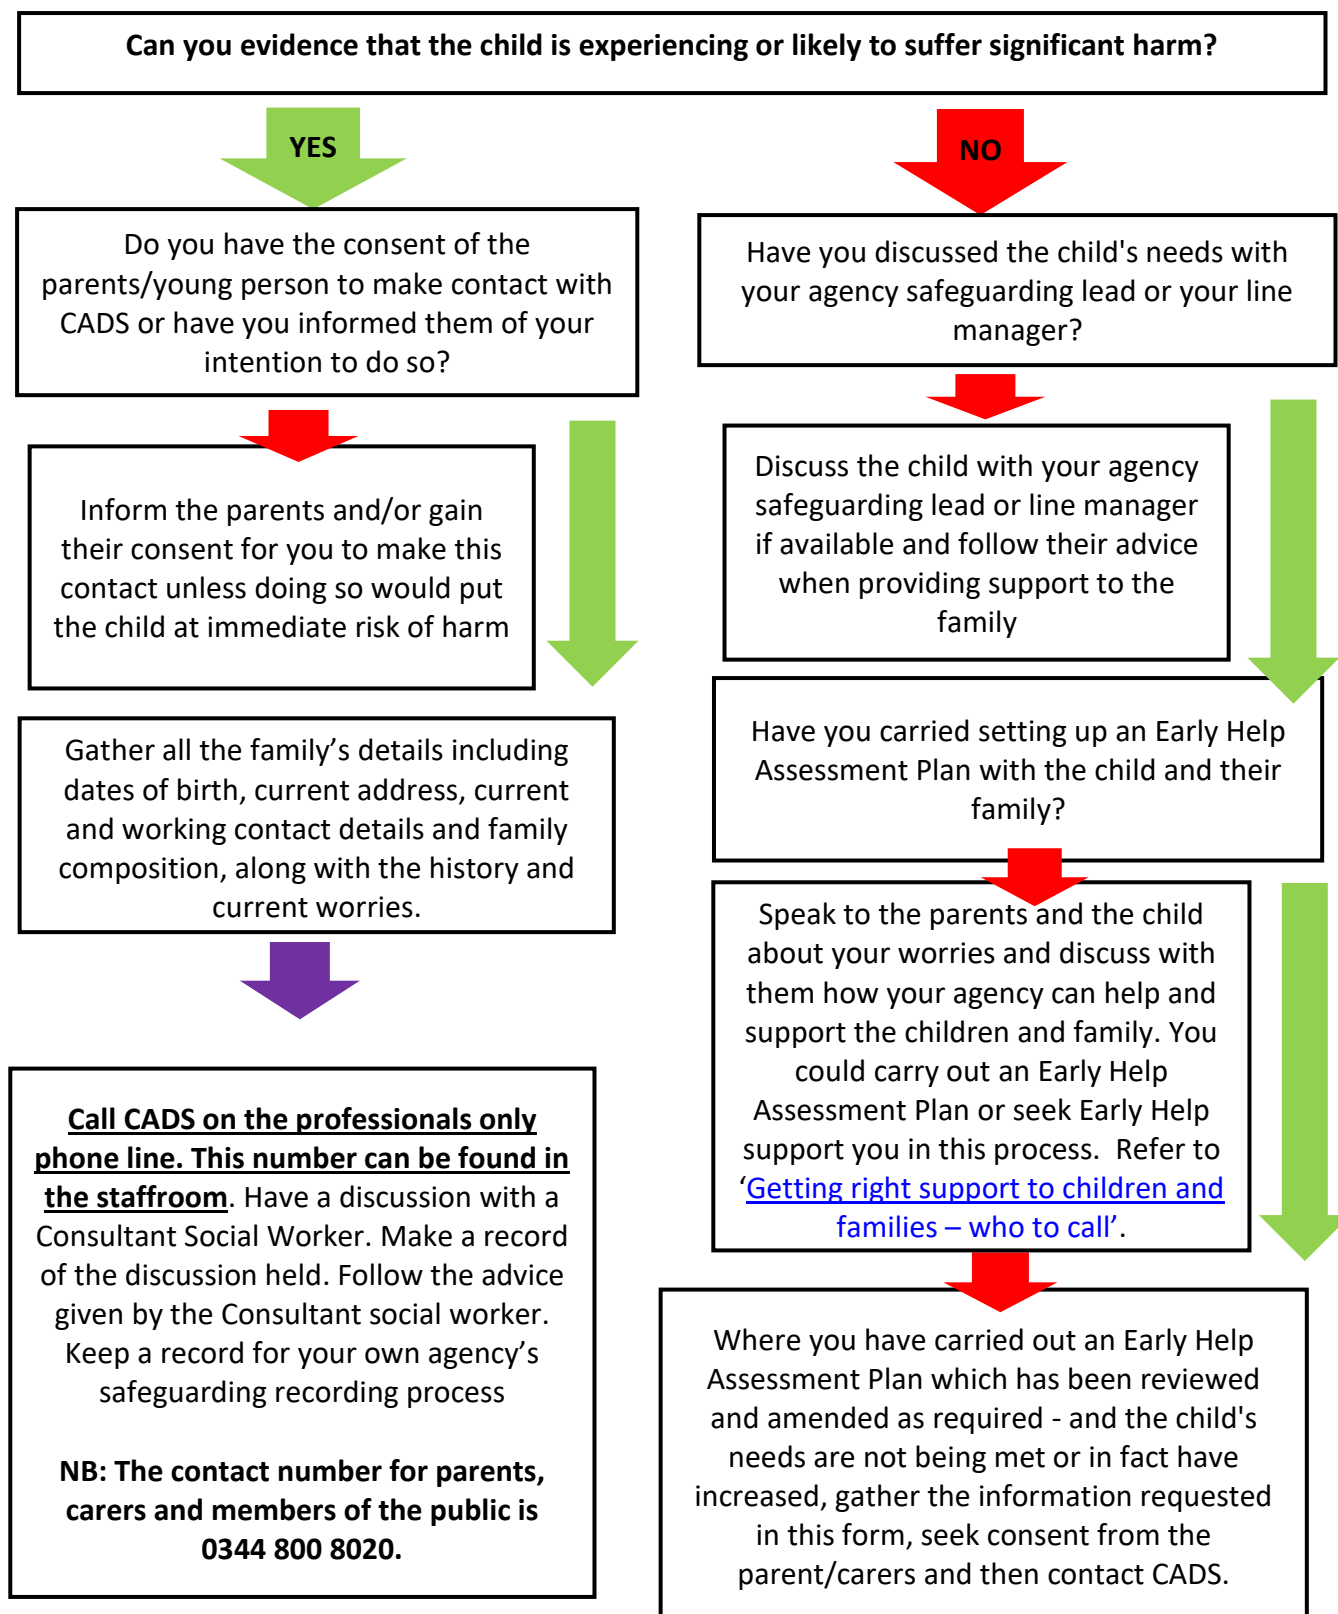 Can you evidence that the child is experiencing or likely to suffer significant harm?
YES
NO
Do you have the consent of the
parents/young person to make contact with
CADS or have you informed them of your
intention to do so?
Inform the parents and/or gain
their consent for you to make this
contact unless doing so would put
the child at immediate risk of harm
Gather all the family’s details including
dates of birth, current address, current
and working contact details and family
composition, along with the history and
current worries.
Call CADS on the professionals only
phone line. This number can be found in
the staffroom. Have a discussion with a
Consultant Social Worker. Make a record
of the discussion held. Follow the advice
given by the Consultant social worker.
Keep a record for your own agency’s
safeguarding recording process
NB: The contact number for parents,
carers and members of the public is
0344 800 8020.
Have you discussed the child's needs with
your agency safeguarding lead or your line
manager?
Discuss the child with your agency
safeguarding lead or line manager
if available and follow their advice
when providing support to the
family
Have you carried setting up an Early Help
Assessment Plan with the child and their
family?
Speak to the parents and the child
about your worries and discuss with
them how your agency can help and
support the children and family. You
could carry out an Early Help
Assessment Plan or seek Early Help
support you in this process.  Refer to
‘Getting right support to children and
families – who to call’.
Where you have carried out an Early Help
Assessment Plan which has been reviewed
and amended as required - and the child's
needs are not being met or in fact have
increased, gather the information requested
in this form, seek consent from the
parent/carers and then contact CADS.